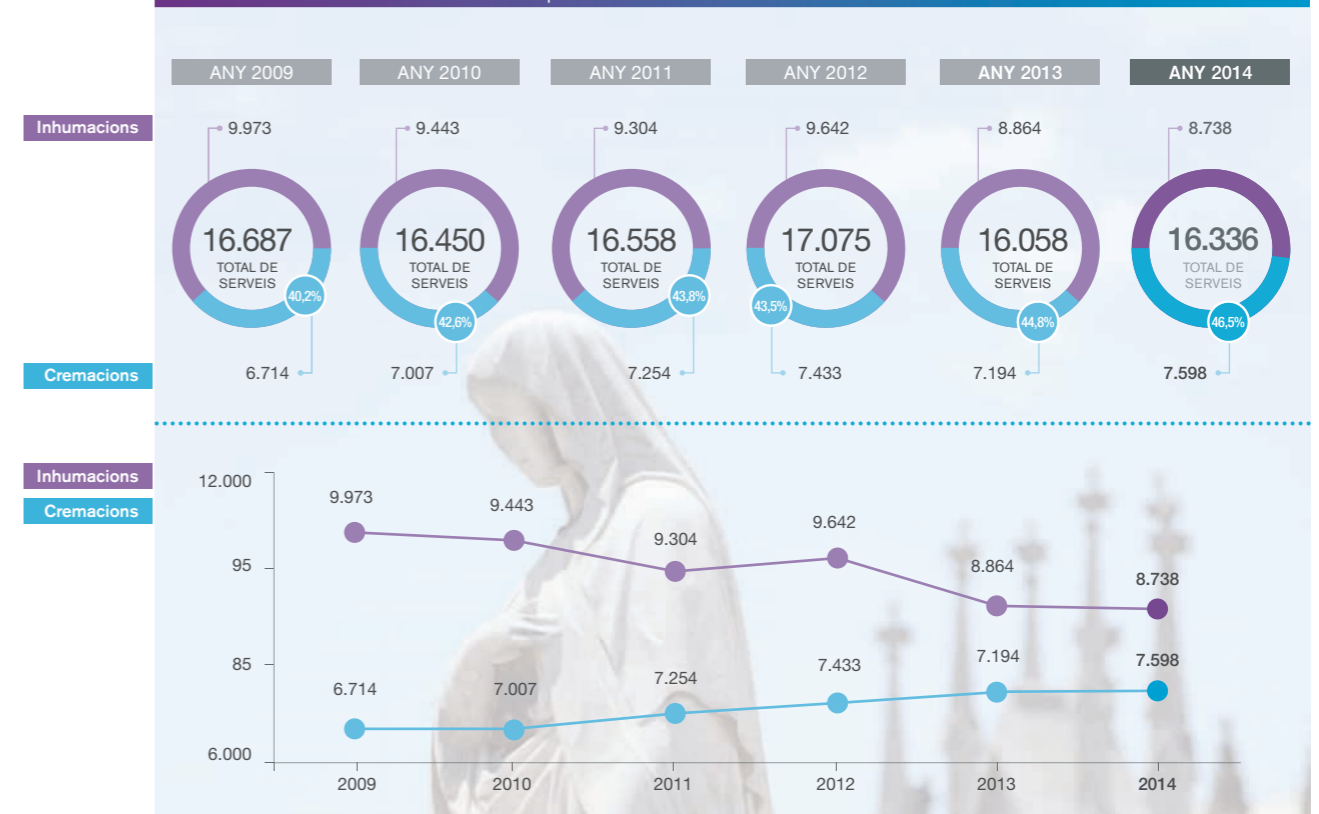 ANY 2009 ANY 2010 ANY 2011 ANY 2012 ANY 2013 ANY 2014
Inhumacions 9.973 9.443 9.304 9.642 8.864 8.738
16.687 16.450 16.558 17.075 16.058 16.336
TOTAL DE TOTAL DE TOTAL DE TOTAL DE TOTAL DE TOTAL DE
SERVEIS SERVEIS SERVEIS SERVEIS SERVEIS SERVEIS
40,2% 42,6% 43,8% 43,5% 44,8% 46,5%
Cremacions 6.714 7.007 7.254 7.433 7.194 7.598
Inhumacions
Cremacions
12.000
95
85
6.000
9.973 9.443 9.304 9.642 8.864 8.738
6.714 7.007 7.254 7.433 7.194 7.598
2009 2010 2011 2012 2013 2014